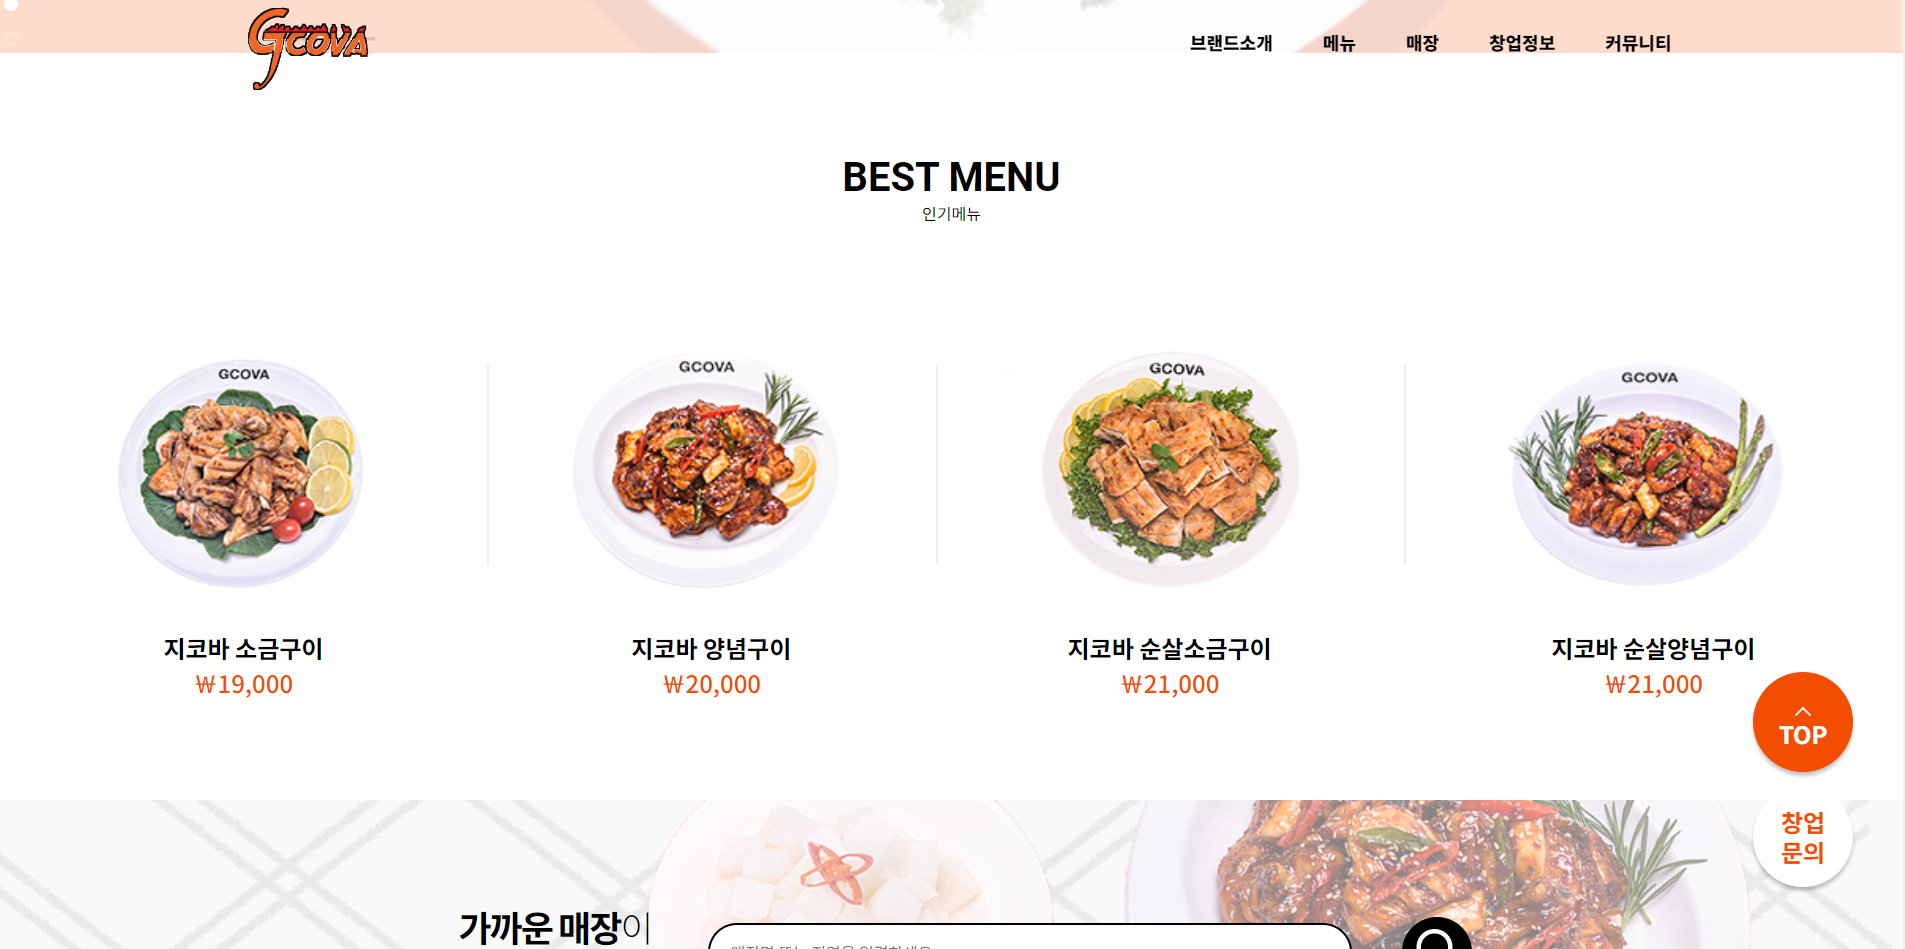 GCOVA
브랜드소개 메뉴 매장 창업정보 커뮤니티
BEST MENU
인기메뉴
GCOVA GCOVA GCOVA GCOVA
지코바 소금구이 지코바 양념구이 지코바 순살소금구이 지코바 순살양념구이
₩19,000 ₩20,000 ₩21,000 ₩21,000
TOP
창업
문의
가까운 매장이